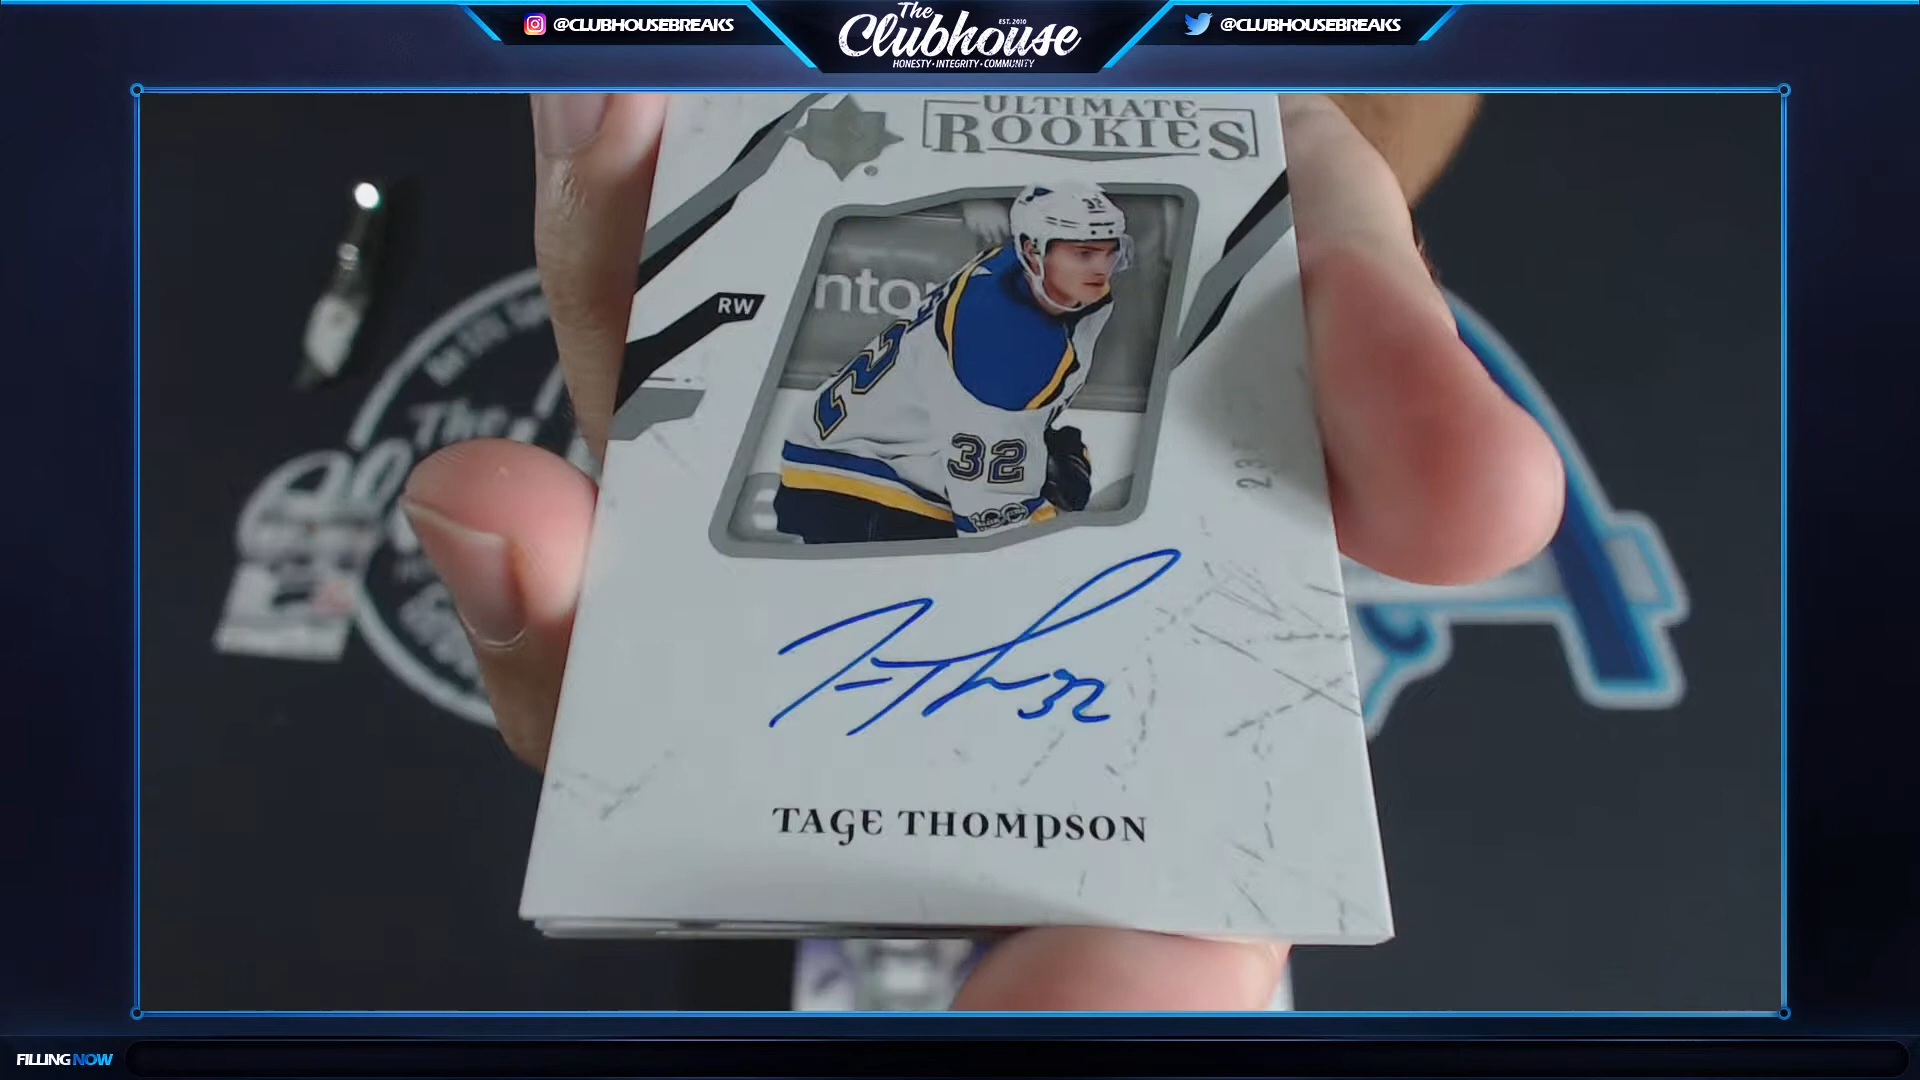 @CLUBHOUSEBREAKS
The
EST. 2010
Clubhouse
HONESTY • INTEGRITY • COMMUNITY
@CLUBHOUSEBREAKS
ULTIMATE
ROOKIES
RW
32
32
32
TAGE THOMPSON
The
FILLING NOW